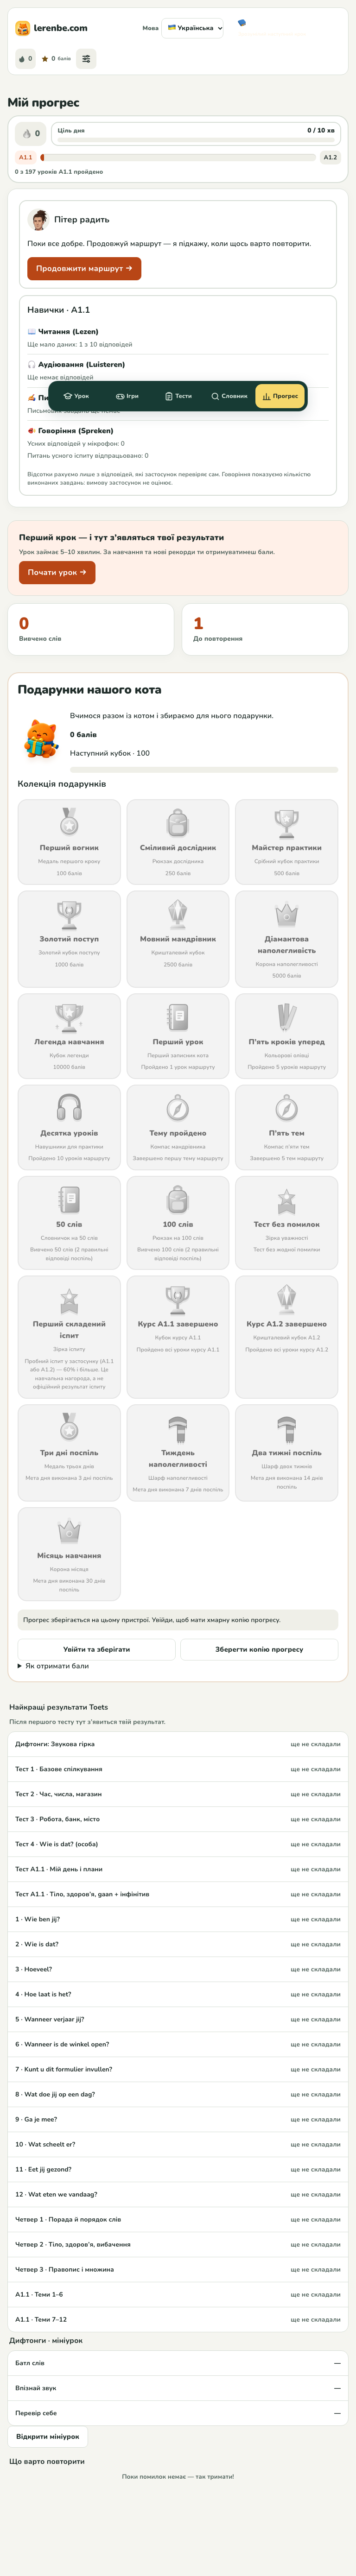 lerenbe.com
Мова
Українська
0
0 балів
Мій прогрес
0
Ціль дня
0 / 10 хв
A1.1
A1.2
0 з 197 уроків A1.1 пройдено
Пітер радить
Поки все добре. Продовжуй маршрут — я підкажу, коли щось варто повторити.
Продовжити маршрут →
Навички · A1.1
Читання (Lezen)
Ще мало даних: 1 з 10 відповідей
Аудіювання (Luisteren)
Ще немає відповідей
Урок
Ігри
Тести
Словник
Прогрес
Говоріння (Spreken)
Усних відповідей у мікрофон: 0
Питань усного іспиту відпрацьовано: 0
Відсотки рахуємо лише з відповідей, які застосунок перевіряє сам. Говоріння показуємо кількістю
виконаних завдань: вимову застосунок не оцінює.
Перший крок — і тут з'являться твої результати
Урок займає 5–10 хвилин. За навчання та нові рекорди ти отримуватимеш бали.
Почати урок →
0
Вивчено слів
1
До повторення
Подарунки нашого кота
Вчимося разом із котом і збираємо для нього подарунки.
0 балів
Наступний кубок · 100
Колекція подарунків
Перший вогник
Медаль першого кроку
100 балів
Сміливий дослідник
Рюкзак дослідника
250 балів
Майстер практики
Срібний кубок практики
500 балів
Золотий поступ
Золотий кубок поступу
1000 балів
Мовний мандрівник
Кришталевий кубок
2500 балів
Діамантова
наполегливість
Корона наполегливості
5000 балів
Легенда навчання
Кубок легенди
10000 балів
Перший урок
Перший записник кота
Пройдено 1 урок маршруту
П'ять кроків уперед
Кольорові олівці
Пройдено 5 уроків маршруту
Десятка уроків
Навушники для практики
Пройдено 10 уроків маршруту
Тему пройдено
Компас мандрівника
Завершено першу тему маршруту
П'ять тем
Компас п'яти тем
Завершено 5 тем маршруту
50 слів
Словничок на 50 слів
Вивчено 50 слів (2 правильні
відповіді поспіль)
100 слів
Рюкзак на 100 слів
Вивчено 100 слів (2 правильні
відповіді поспіль)
Тест без помилок
Зірка уважності
Тест без жодної помилки
Перший складений
іспит
Зірка іспиту
Пробний іспит у застосунку (A1.1
або A1.2) — 60% і більше. Це
навчальна нагорода, а не
офіційний результат іспиту
Курс A1.1 завершено
Кубок курсу A1.1
Пройдено всі уроки курсу A1.1
Курс A1.2 завершено
Кришталевий кубок A1.2
Пройдено всі уроки курсу A1.2
Три дні поспіль
Медаль трьох днів
Мета дня виконана 3 дні поспіль
Тиждень
наполегливості
Шарф наполегливості
Мета дня виконана 7 днів поспіль
Два тижні поспіль
Шарф двох тижнів
Мета дня виконана 14 днів
поспіль
Місяць навчання
Корона місяця
Мета дня виконана 30 днів
поспіль
Прогрес зберігається на цьому пристрої. Увійди, щоб мати хмарну копію прогресу.
Увійти та зберігати
Зберегти копію прогресу
Як отримати бали
Найкращі результати Toets
Після першого тесту тут з'явиться твій результат.
Дифтонги: Звукова гірка
ще не складали
Тест 1 · Базове спілкування
ще не складали
Тест 2 · Час, числа, магазин
ще не складали
Тест 3 · Робота, банк, місто
ще не складали
Тест 4 · Wie is dat? (особа)
ще не складали
Тест A1.1 · Мій день і плани
ще не складали
Тест A1.1 · Тіло, здоров'я, gaan + інфінітив
ще не складали
1 · Wie ben jij?
ще не складали
2 · Wie is dat?
ще не складали
3 · Hoeveel?
ще не складали
4 · Hoe laat is het?
ще не складали
5 · Wanneer verjaar jij?
ще не складали
6 · Wanneer is de winkel open?
ще не складали
7 · Kunt u dit formulier invullen?
ще не складали
8 · Wat doe jij op een dag?
ще не складали
9 · Ga je mee?
ще не складали
10 · Wat scheelt er?
ще не складали
11 · Eet jij gezond?
ще не складали
12 · Wat eten we vandaag?
ще не складали
Четвер 1 · Порада й порядок слів
ще не складали
Четвер 2 · Тіло, здоров'я, вибачення
ще не складали
Четвер 3 · Правопис і множина
ще не складали
A1.1 · Теми 1–6
ще не складали
A1.1 · Теми 7–12
ще не складали
Дифтонги · мініурок
Батл слів
—
Впізнай звук
—
Перевір себе
—
Відкрити мініурок
Що варто повторити
Поки помилок немає — так тримати!